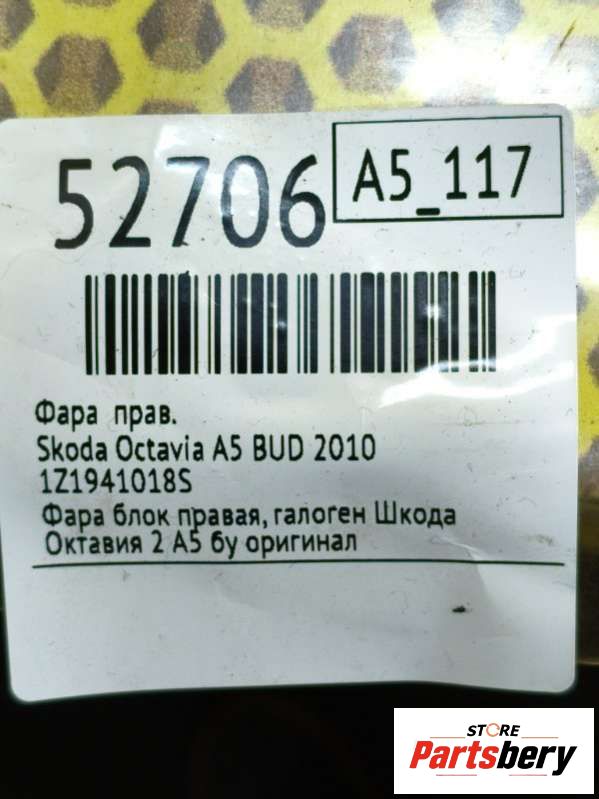 52706
A5_117
Фара прав.
Skoda Octavia A5 BUD 2010
1Z1941018S
Фара блок правая, галоген Шкода
Октавия 2 А5 бу оригинал
STORE
Partsbery